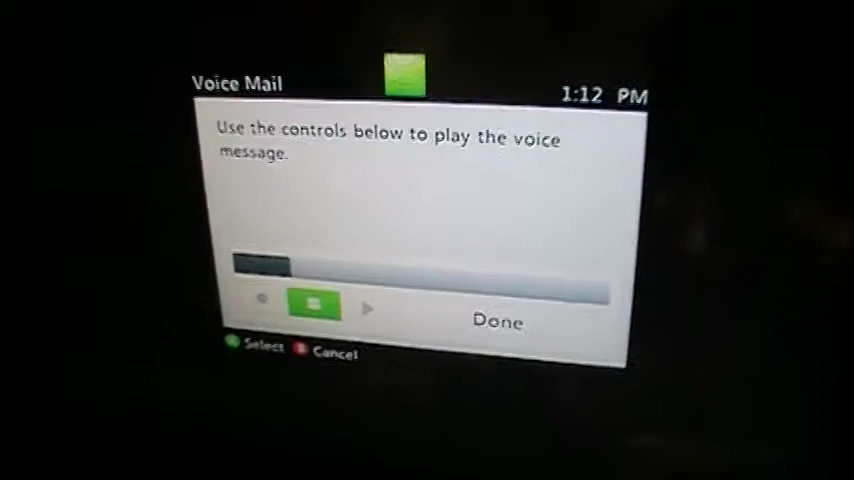 Voice Mail
1:12 PM
Use the controls below to play the voice
message.
Done
Select Cancel